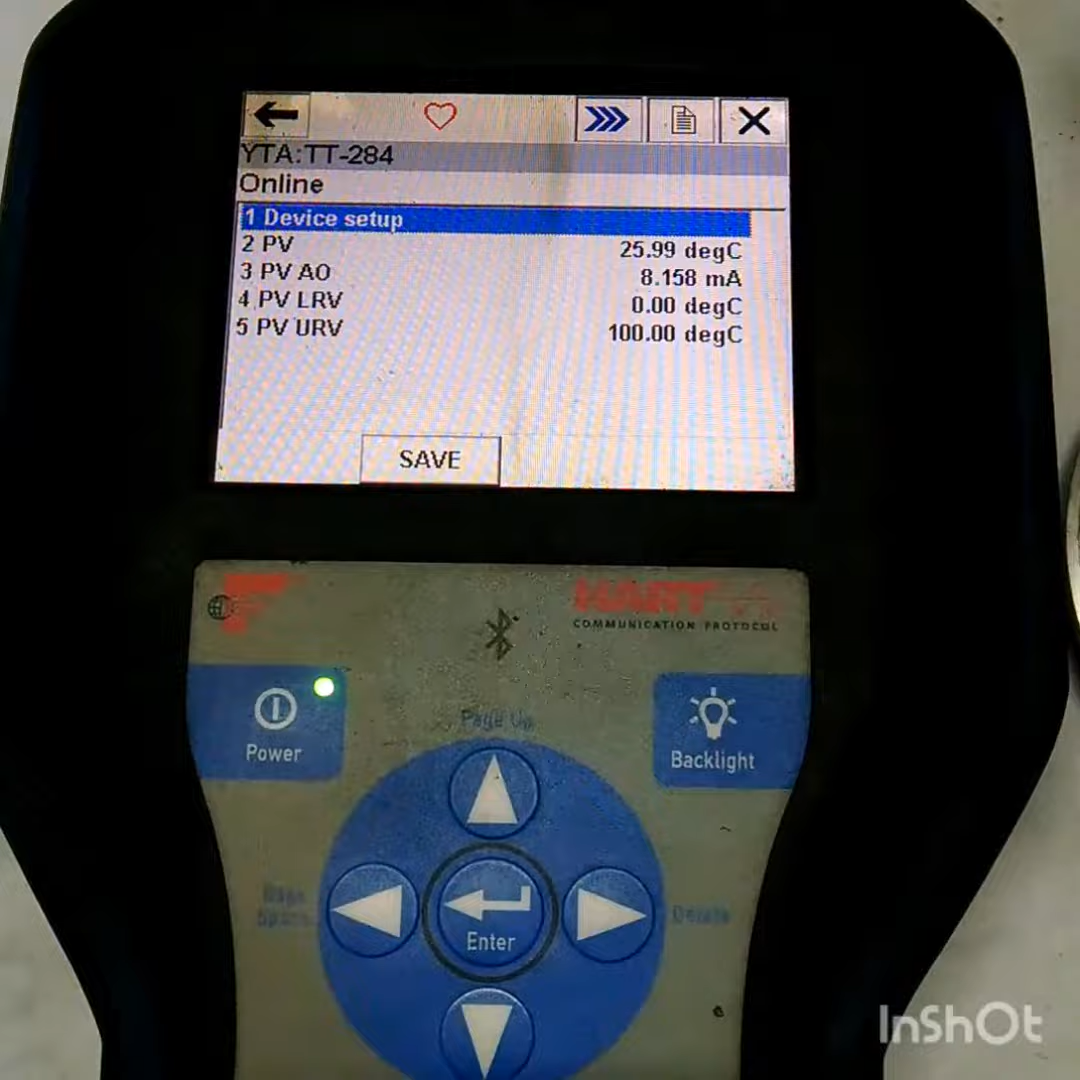 YTA:TT-284
Online
1 Device setup
2 PV 25.99 degC
3 PV AO 8.158 mA
4 PV LRV 0.00 degC
5 PV URV 100.00 degC
SAVE
HART
COMMUNICATION PROTOCOL
Power
Backlight
Page Up
Enter
Delete
InShOt